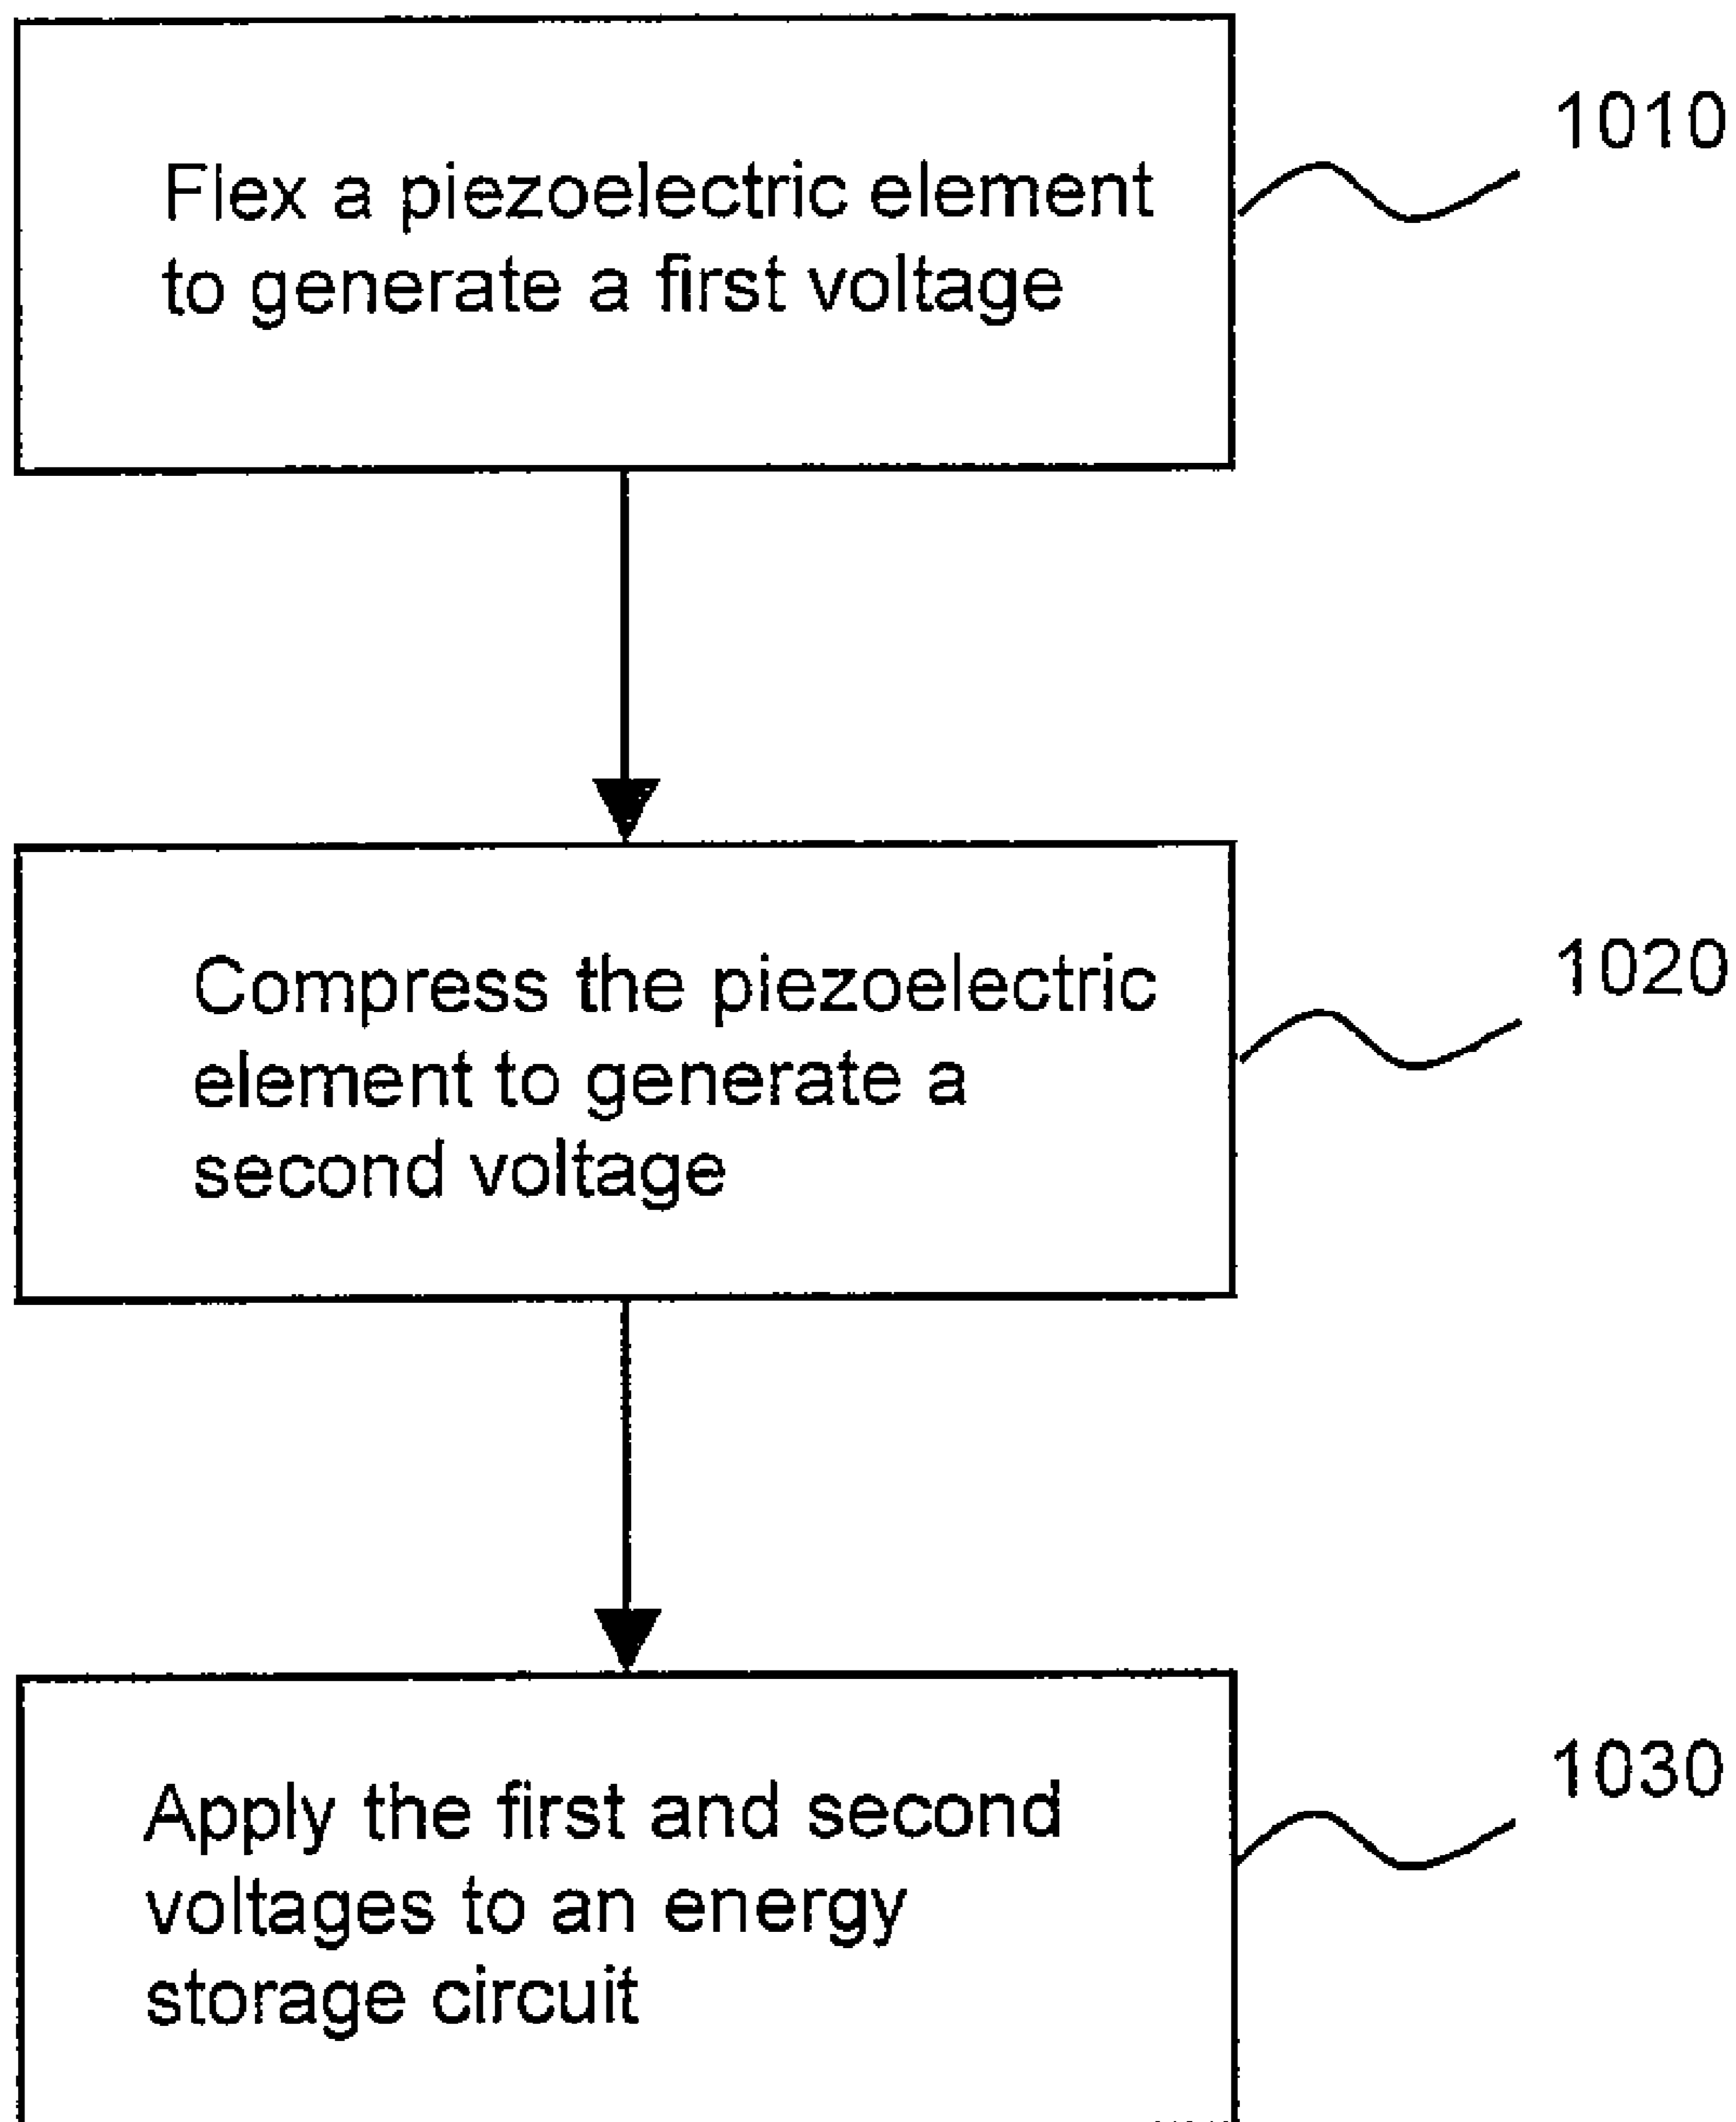 1010
Flex a piezoelectric element
to generate a first voltage
1020
Compress the piezoelectric
element to generate a
second voltage
1030
Apply the first and second
voltages to an energy
storage circuit